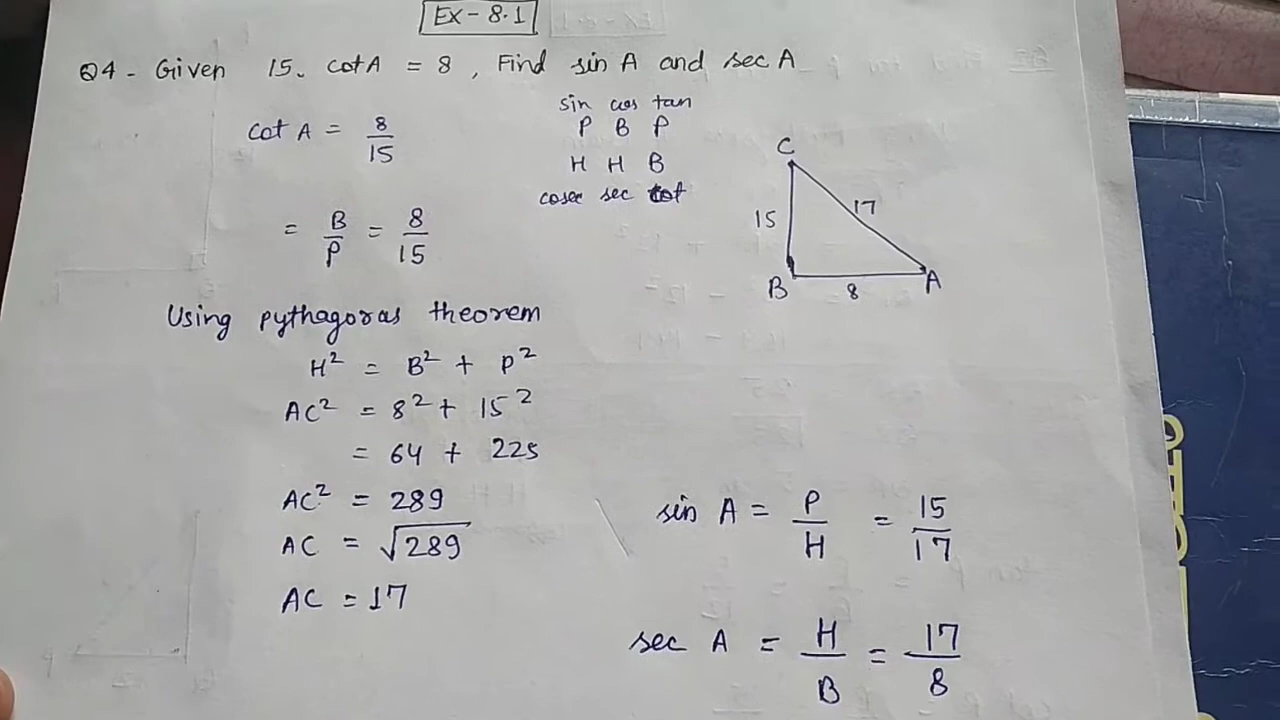 Ex - 8.1
Q4 - Given 15. cot A = 8, Find sin A and sec A
cot A = 8/15
= B/P = 8/15
sin cos tan
P B P
H H B
cosec sec cot
C
15
17
B
8
A
Using pythagoras theorem
H² = B² + P²
AC² = 8² + 15²
= 64 + 225
AC² = 289
AC = √289
AC = 17
sin A = P/H = 15/17
sec A = H/B = 17/8